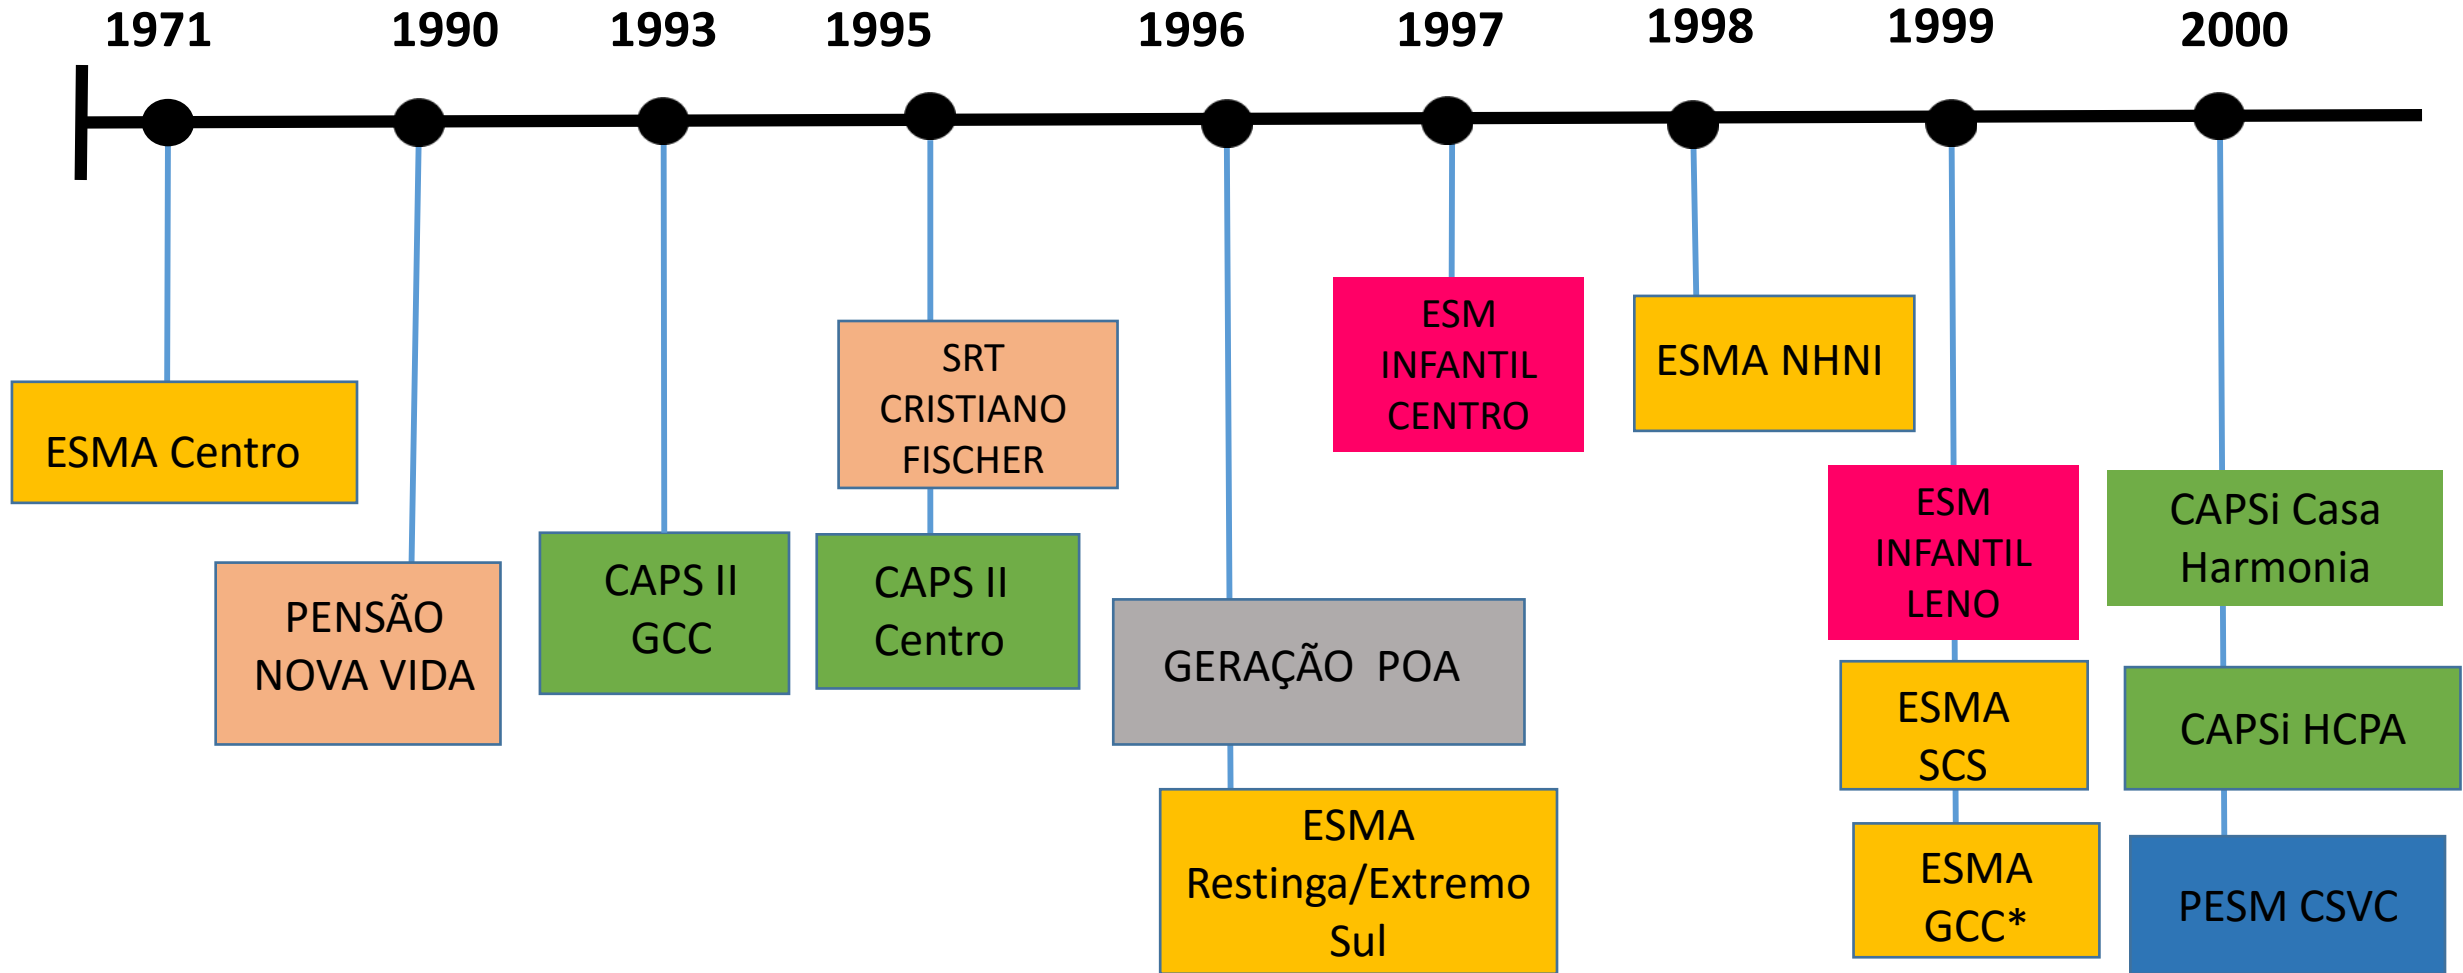 1971
1990
1993
1995
1996
1997
1998
1999
2000
ESMA Centro
PENSÃO
NOVA VIDA
CAPS II
GCC
SRT
CRISTIANO
FISCHER
CAPS II
Centro
GERAÇÃO POA
ESMA
Restinga/Extremo
Sul
ESM
INFANTIL
CENTRO
ESMA NHNI
ESM
INFANTIL
LENO
ESMA
SCS
ESMA
GCC*
CAPSi Casa
Harmonia
CAPSi HCPA
PESM CSVC